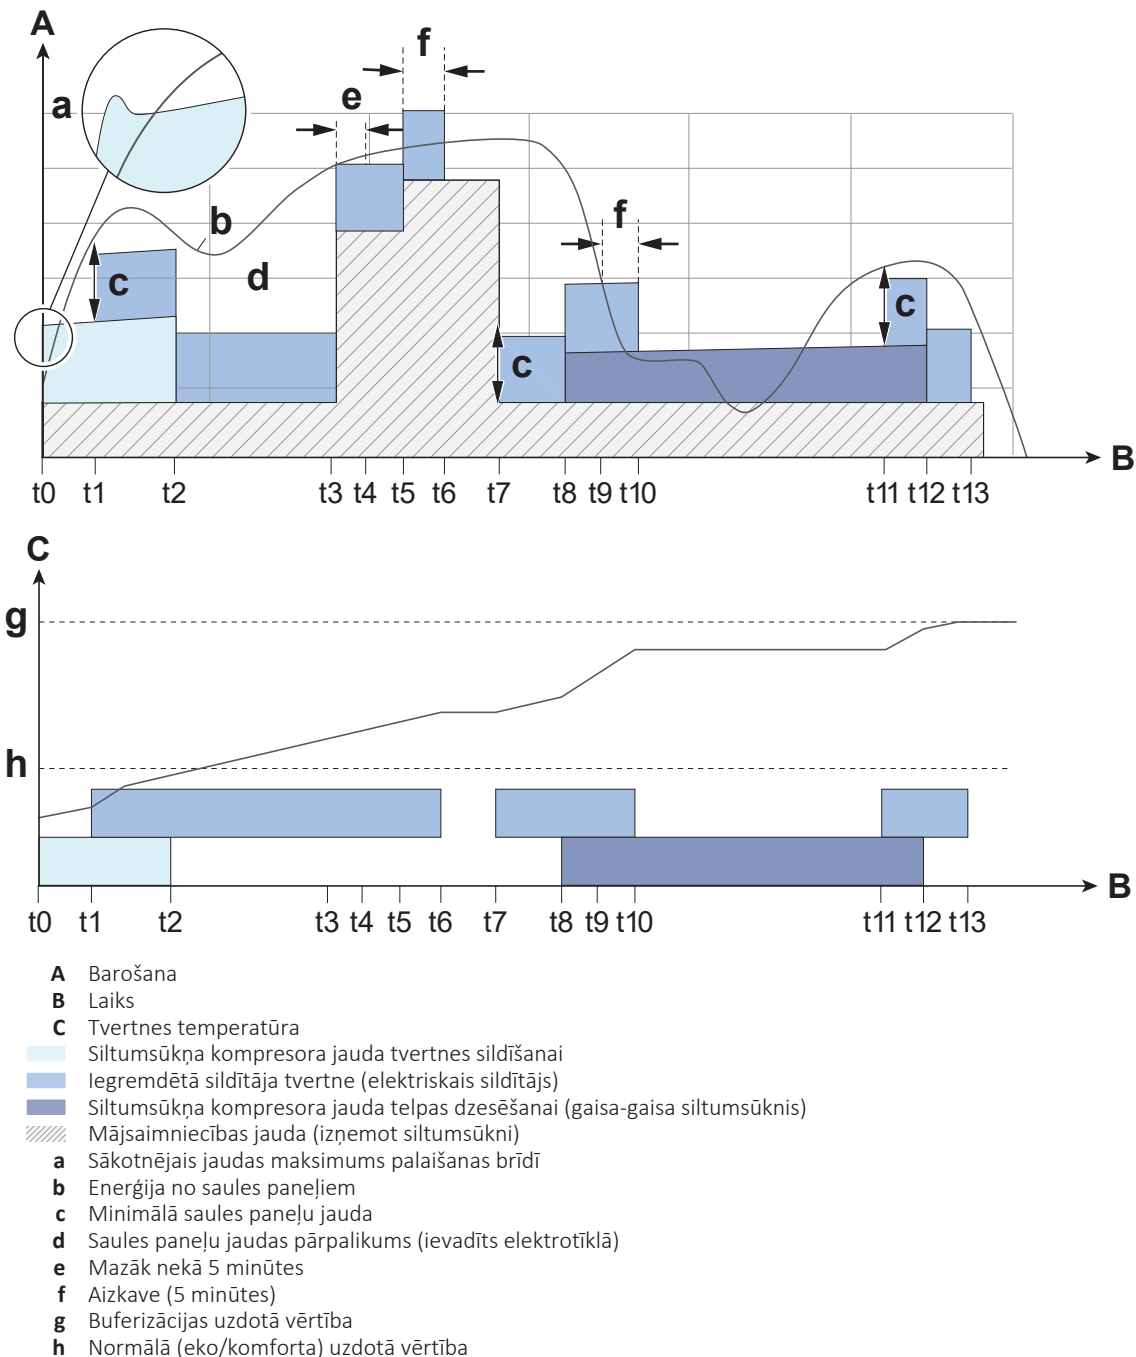 A
f
a
e
b
f
c
d
c
c
B
t0 t1 t2 t3 t4 t5 t6 t7 t8 t9 t10 t11 t12 t13
C
g
h
B
t0 t1 t2 t3 t4 t5 t6 t7 t8 t9 t10 t11 t12 t13
A Barošana
B Laiks
C Tvertnes temperatūra
Siltumsūkņa kompresora jauda tvertnes sildīšanai
Iegremdētā sildītāja tvertne (elektriskais sildītājs)
Siltumsūkņa kompresora jauda telpas dzesēšanai (gaisa-gaisa siltumsūknis)
Mājsaimniecības jauda (izņemot siltumsūkni)
a Sākotnējais jaudas maksimums palaišanas brīdī
b Enerģija no saules paneļiem
c Minimālā saules paneļu jauda
d Saules paneļu jaudas pārpalikums (ievadīts elektrotīklā)
e Mazāk nekā 5 minūtes
f Aizkave (5 minūtes)
g Buferizācijas uzdotā vērtība
h Normālā (eko/komforta) uzdotā vērtība